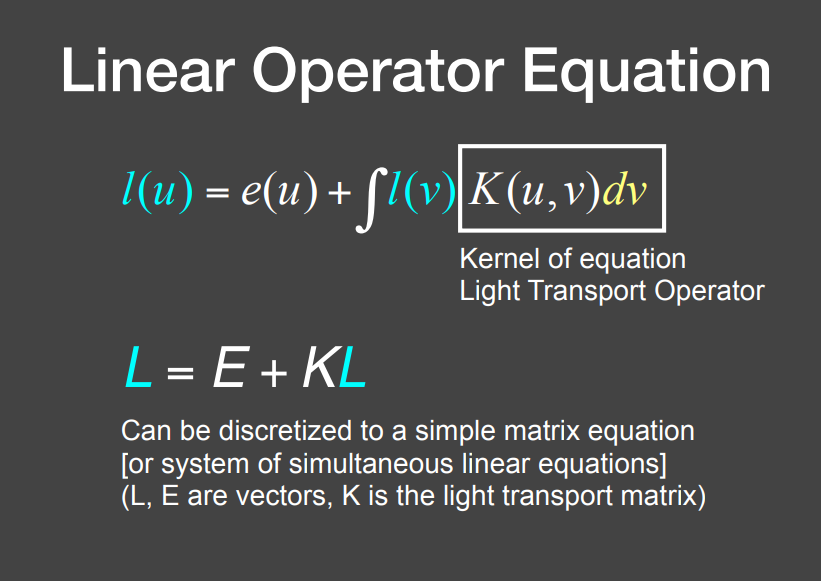 Linear Operator Equation
l(u) = e(u) + ∫l(v) K(u,v)dv
Kernel of equation
Light Transport Operator
L = E + KL
Can be discretized to a simple matrix equation
[or system of simultaneous linear equations]
(L, E are vectors, K is the light transport matrix)